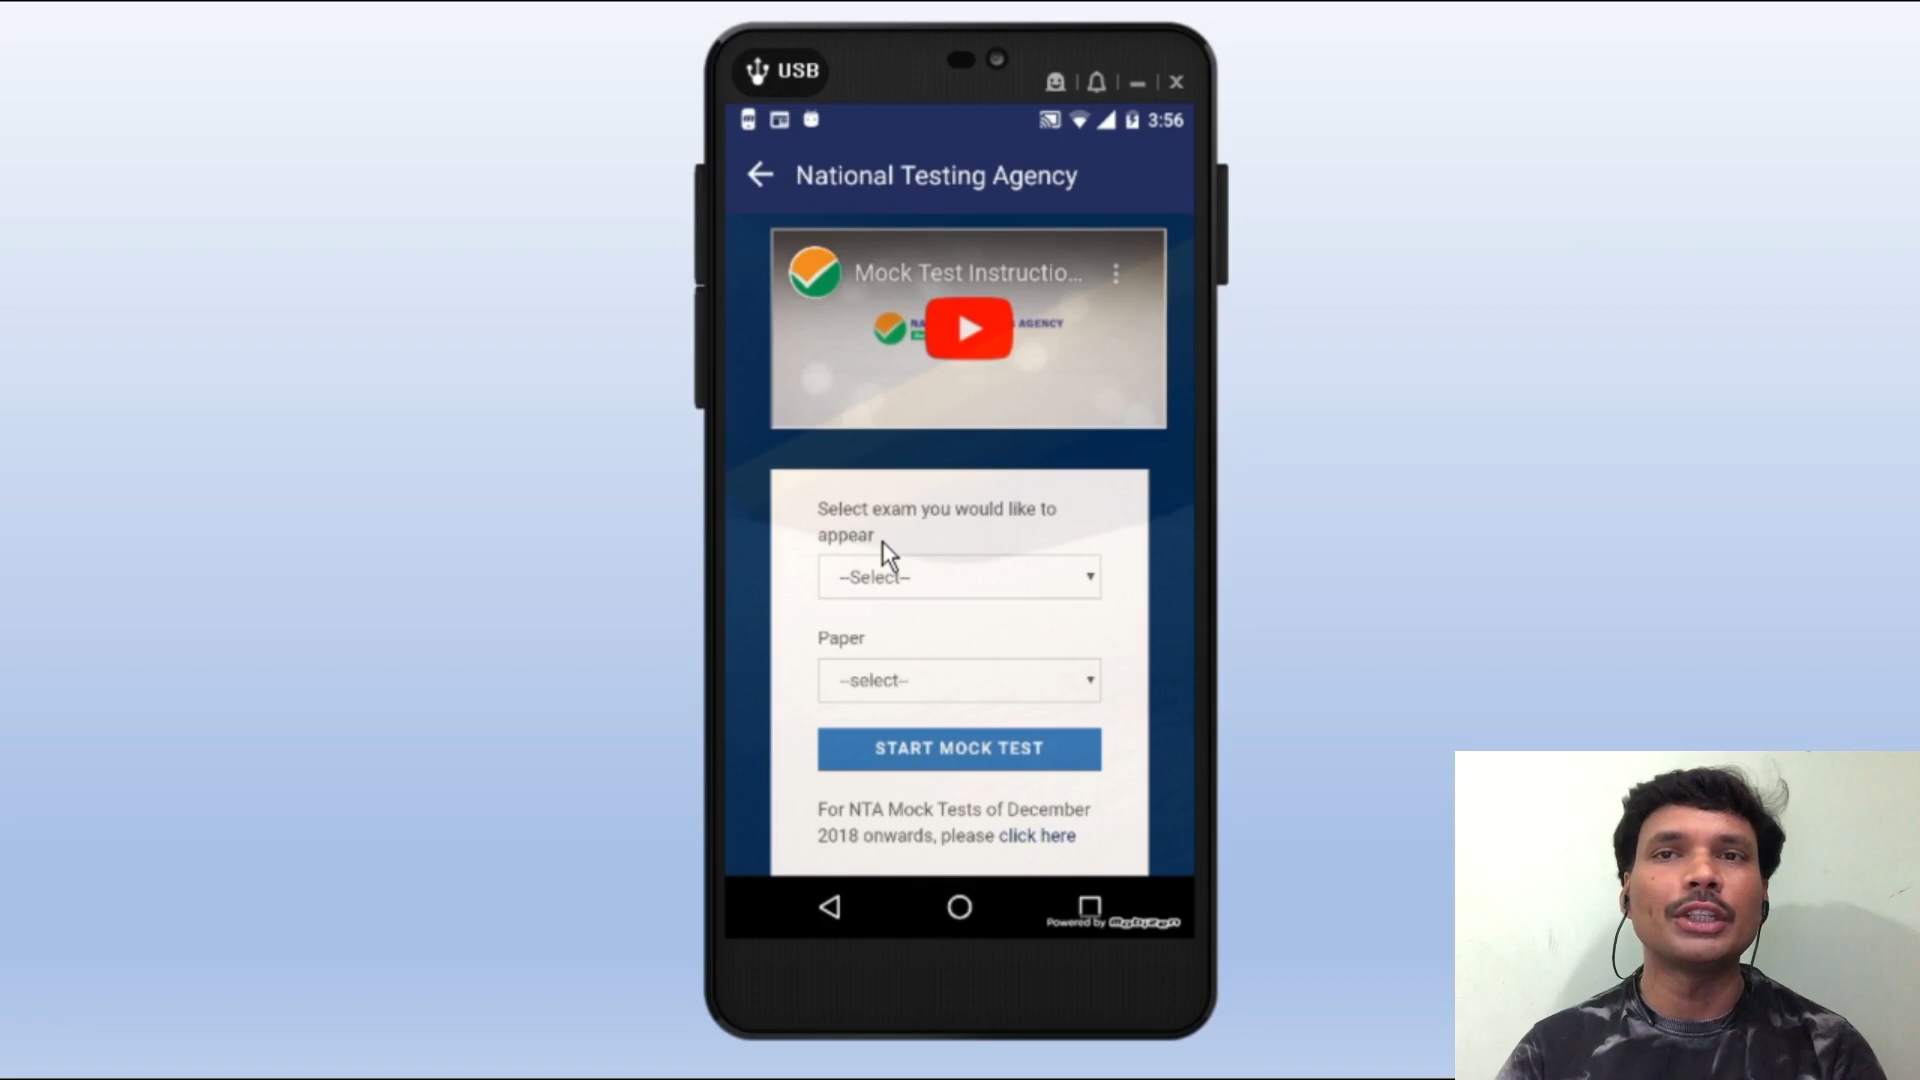 USB
3:56
National Testing Agency
Mock Test Instructio...
AGENCY
Select exam you would like to
appear
--Select--
Paper
--select--
START MOCK TEST
For NTA Mock Tests of December
2018 onwards, please click here
Powered by Mobizen